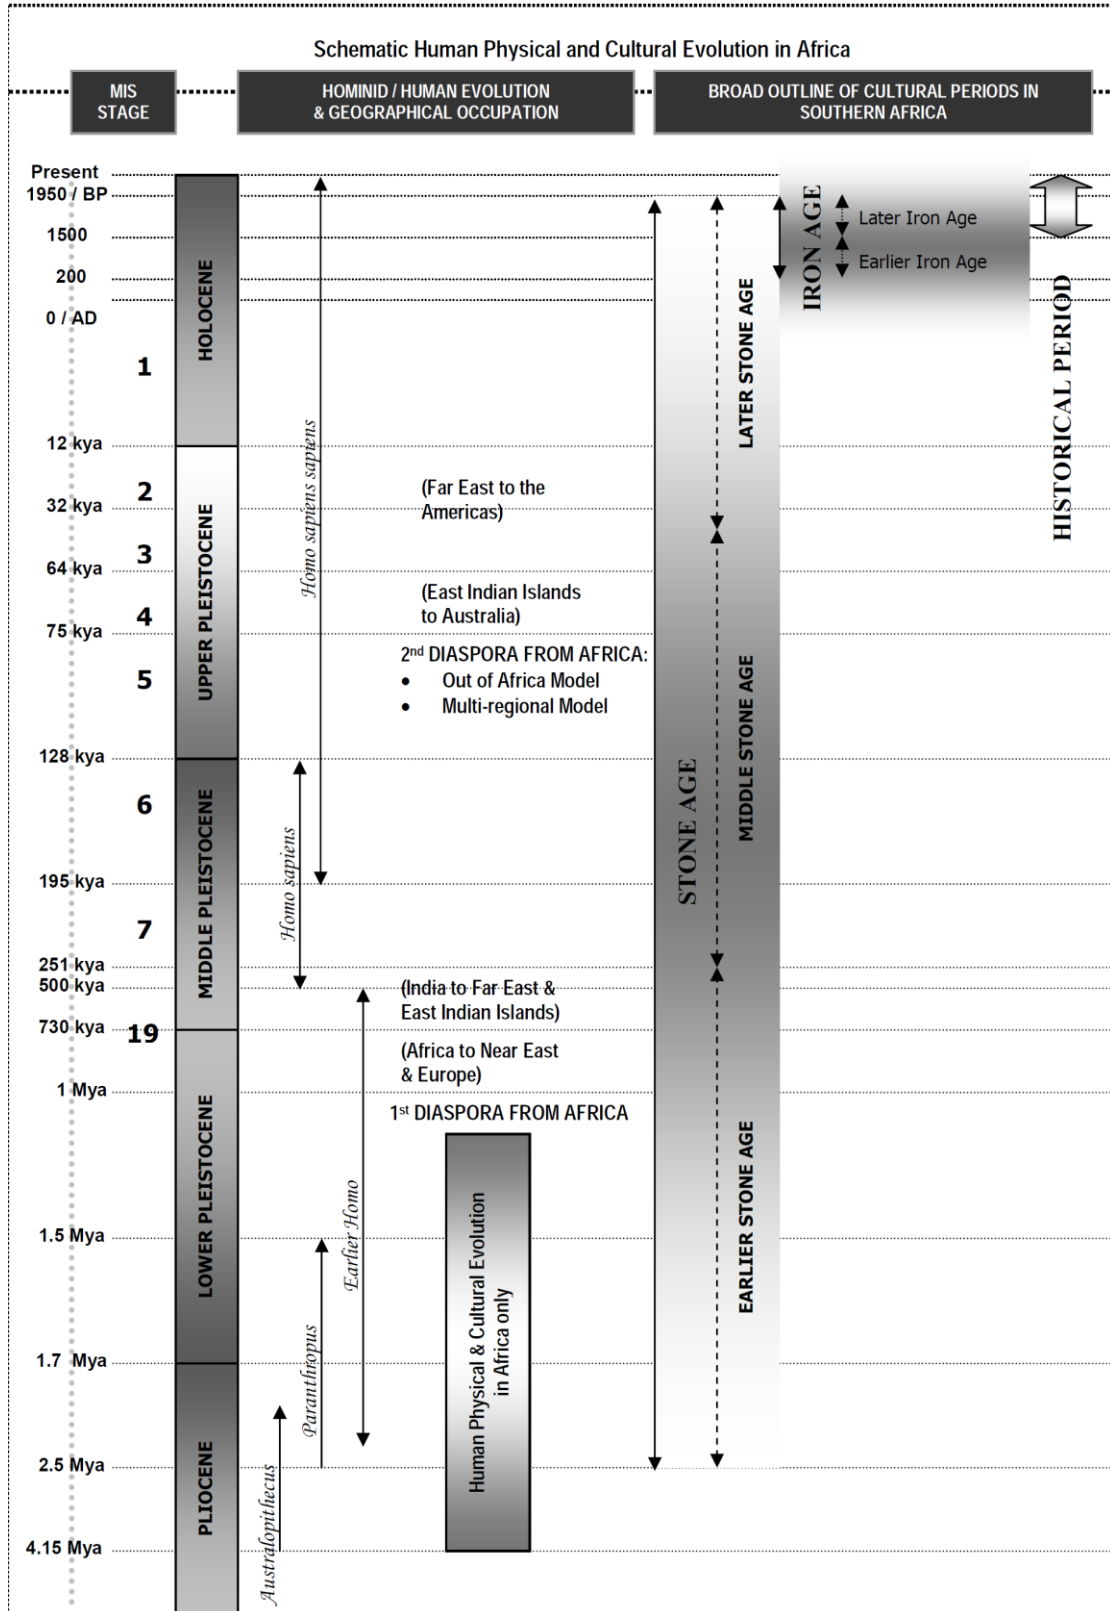 Schematic Human Physical and Cultural Evolution in Africa
MIS
STAGE
HOMINID / HUMAN EVOLUTION
& GEOGRAPHICAL OCCUPATION
BROAD OUTLINE OF CULTURAL PERIODS IN
SOUTHERN AFRICA
Present
1950 / BP
1500
200
0 / AD
12 kya
32 kya
64 kya
75 kya
128 kya
195 kya
251 kya
500 kya
730 kya
1 Mya
1.5 Mya
1.7 Mya
2.5 Mya
4.15 Mya
1
2
3
4
5
6
7
19
HOLOCENE
UPPER PLEISTOCENE
MIDDLE PLEISTOCENE
LOWER PLEISTOCENE
PLIOCENE
Homo sapiens sapiens
Homo sapiens
Earlier Homo
Paranthropus
Australopithecus
(Far East to the
Americas)
(East Indian Islands
to Australia)
2nd DIASPORA FROM AFRICA:
• Out of Africa Model
• Multi-regional Model
(India to Far East &
East Indian Islands)
(Africa to Near East
& Europe)
1st DIASPORA FROM AFRICA
Human Physical & Cultural Evolution
in Africa only
STONE AGE
LATER STONE AGE
MIDDLE STONE AGE
EARLIER STONE AGE
IRON AGE
Later Iron Age
Earlier Iron Age
HISTORICAL PERIOD